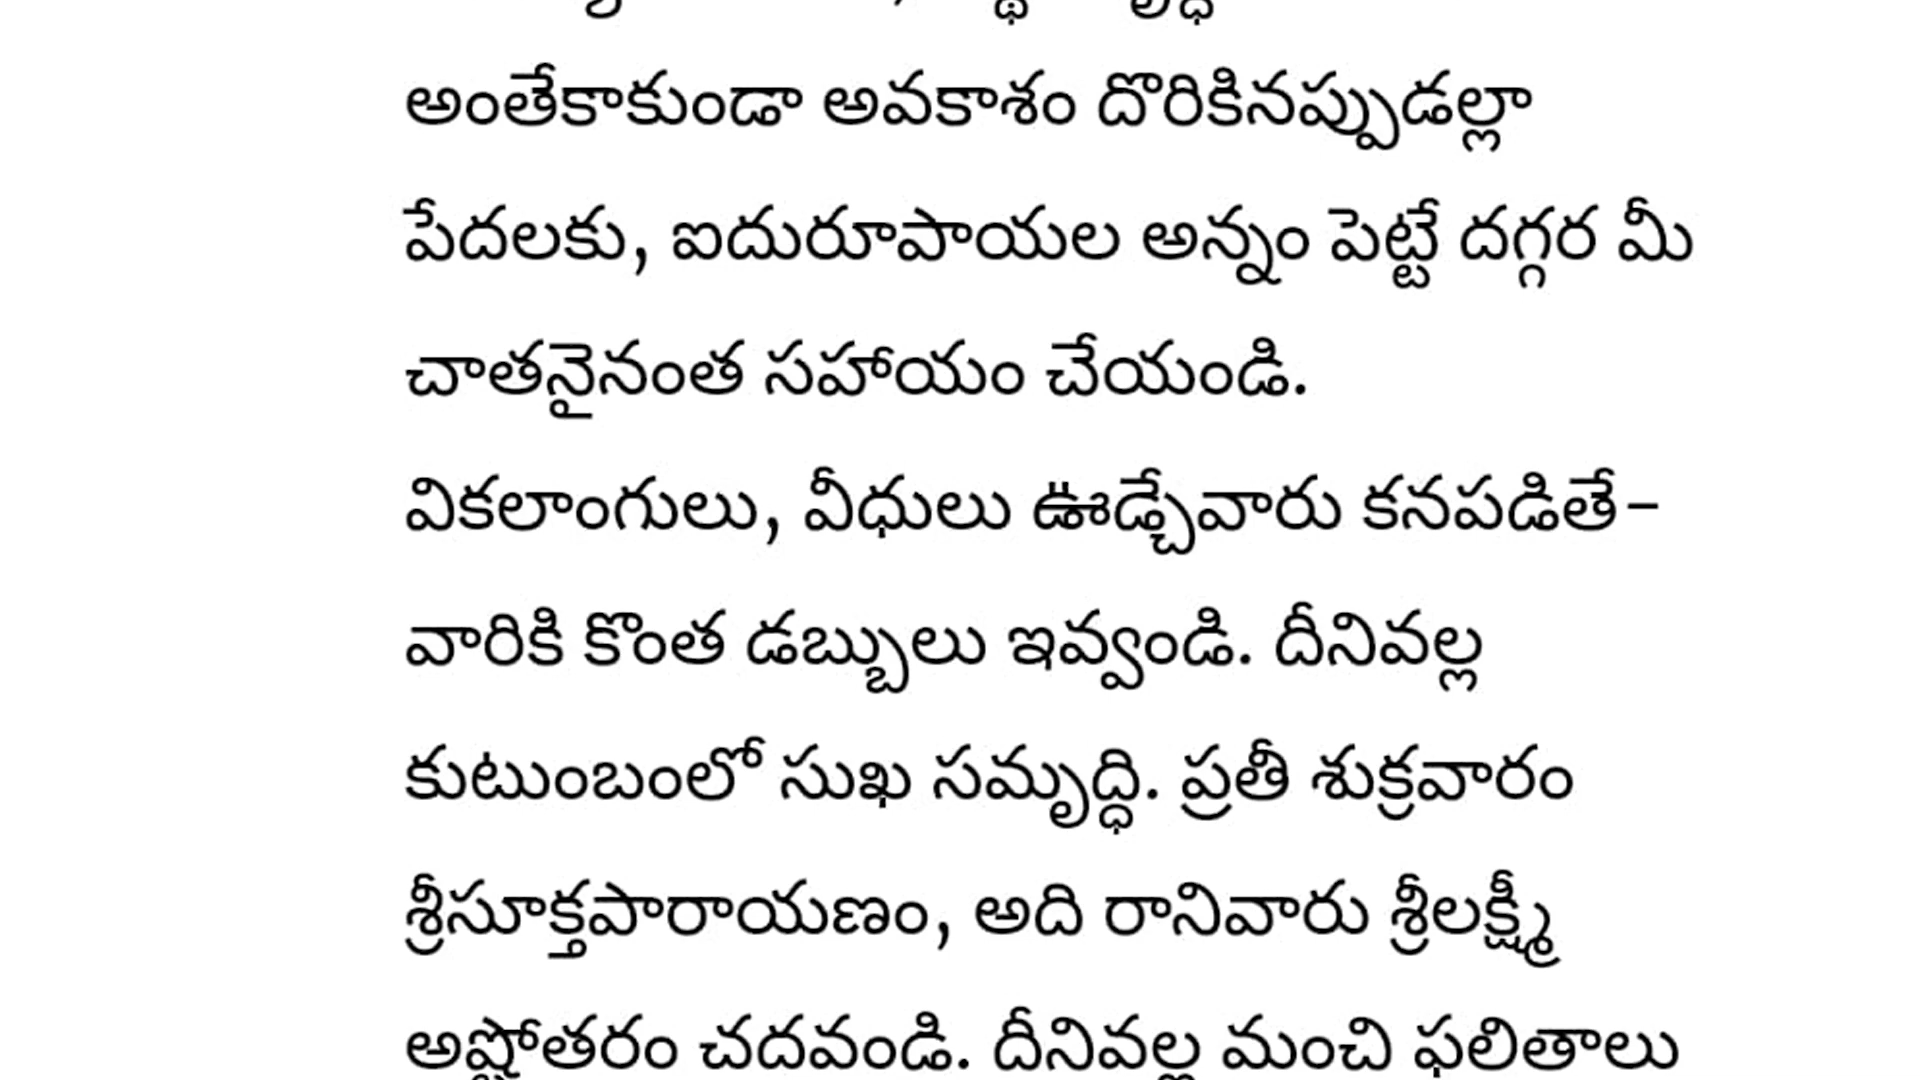 అంతేకాకుండా అవకాశం దొరికినప్పుడల్లా
పేదలకు, ఐదురూపాయల అన్నం పెట్టే దగ్గర మీ
చాతనైనంత సహాయం చేయండి.
వికలాంగులు, వీధులు ఊడ్చేవారు కనపడితే-
వారికి కొంత డబ్బులు ఇవ్వండి. దీనివల్ల
కుటుంబంలో సుఖ సమృద్ధి. ప్రతీ శుక్రవారం
శ్రీసూక్తపారాయణం, అది రానివారు శ్రీలక్ష్మీ
అష్టోతరం చదవండి. దీనివల్ల మంచి ఫలితాలు